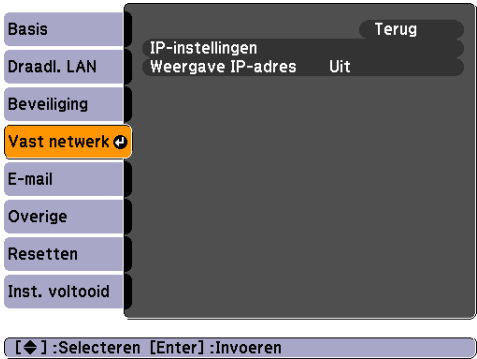 Basis
Draadl. LAN
Beveiliging
Vast netwerk
E-mail
Overige
Resetten
Inst. voltooid
Terug
IP-instellingen
Weergave IP-adres Uit
[◆] :Selecteren [Enter] :Invoeren